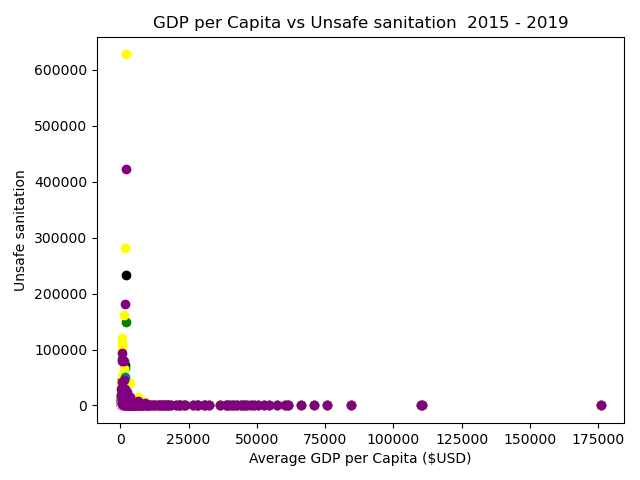 GDP per Capita vs Unsafe sanitation  2015 - 2019
600000
500000
400000
300000
200000
100000
0
Unsafe sanitation
0 25000 50000 75000 100000 125000 150000 175000
Average GDP per Capita ($USD)